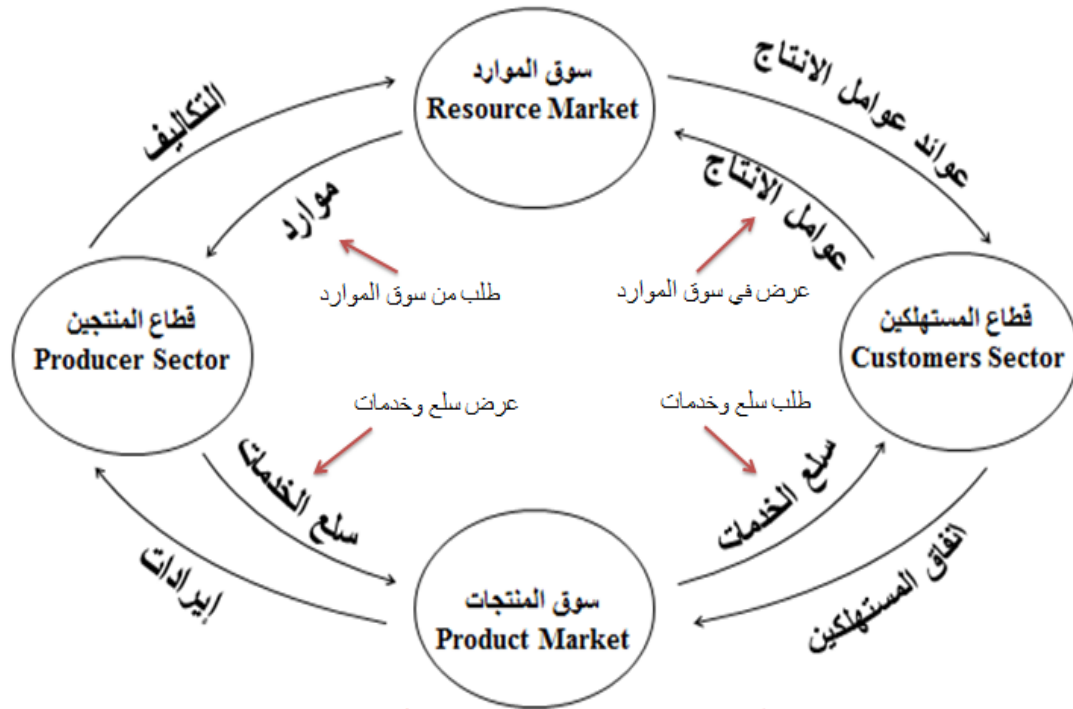 سوق الموارد
Resource Market
التكاليف
عوائد عوامل الانتاج
موارد
عوامل الانتاج
طلب من سوق الموارد
عرض في سوق الموارد
قطاع المنتجين
Producer Sector
قطاع المستهلكين
Customers Sector
عرض سلع وخدمات
طلب سلع وخدمات
سلع الخدمات
سلع الخدمات
إيرادات
انفاق المستهلكين
سوق المنتجات
Product Market